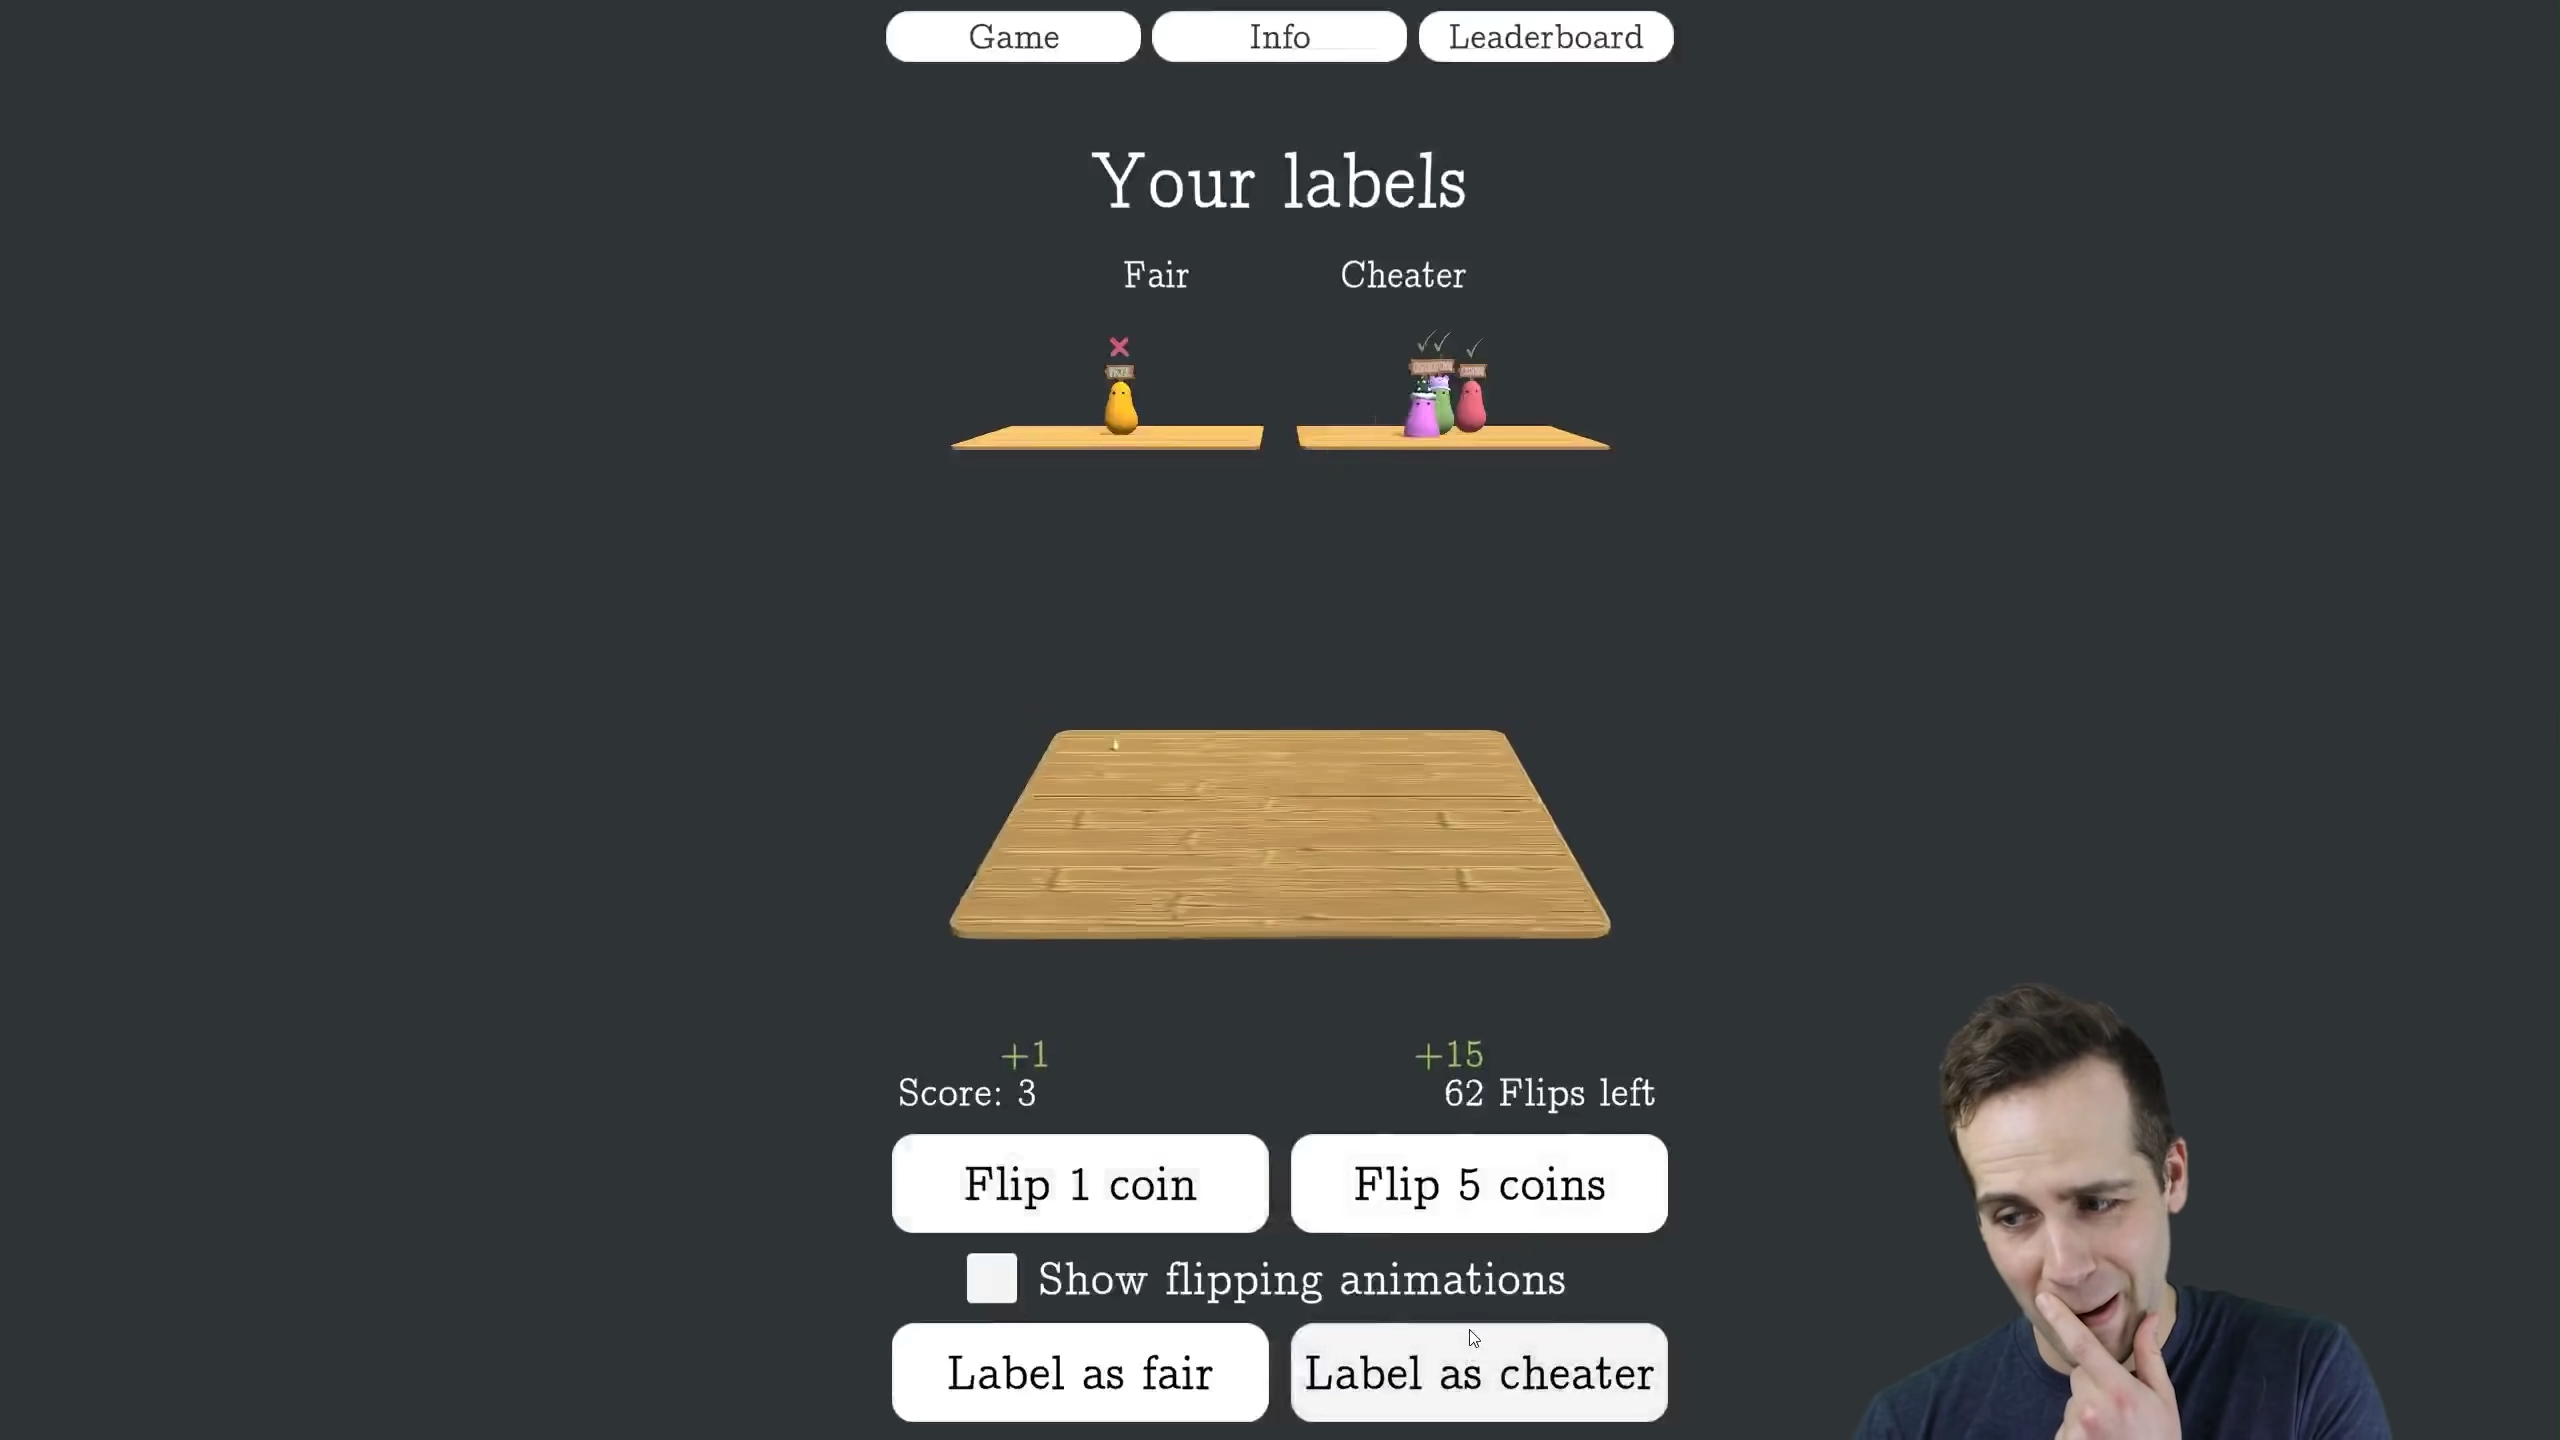 Game
Info
Leaderboard
Your labels
Fair
Cheater
+1
+15
Score: 3
62 Flips left
Flip 1 coin
Flip 5 coins
Show flipping animations
Label as fair
Label as cheater